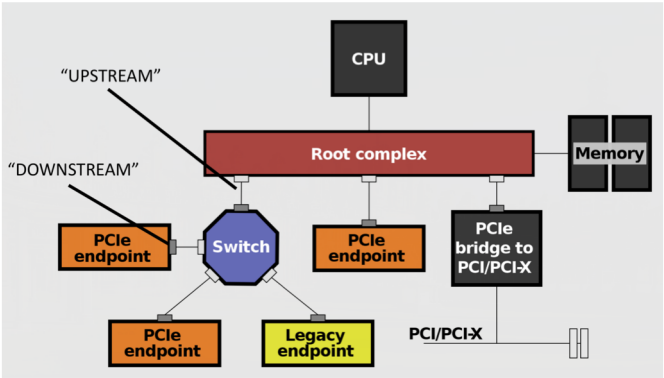 CPU
“UPSTREAM”
Root complex
Memory
“DOWNSTREAM”
PCIe
endpoint
Switch
PCIe
endpoint
PCIe
bridge to
PCI/PCI-X
PCIe
endpoint
Legacy
endpoint
PCI/PCI-X